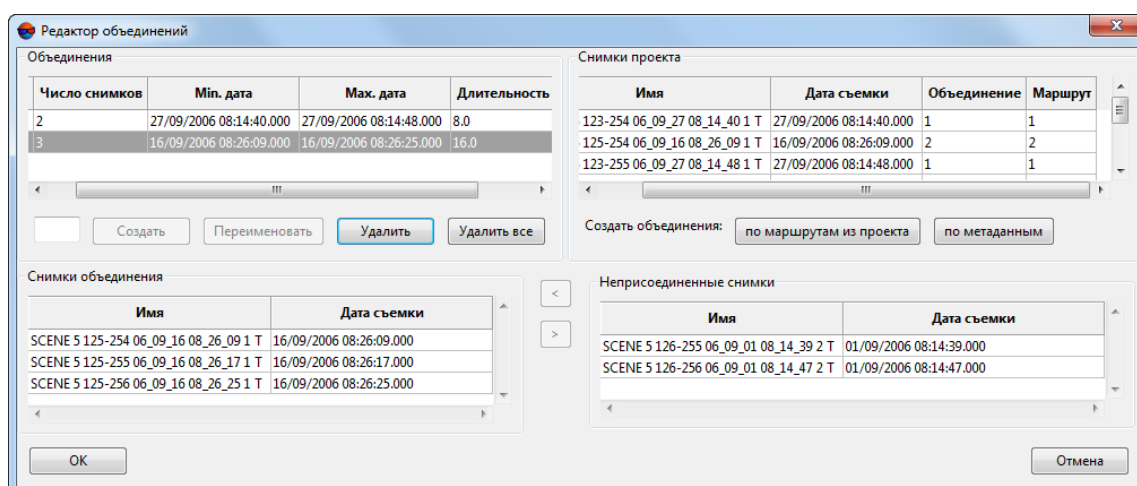 Редактор объединений
Объединения
Число снимков Min. дата Max. дата Длительность
2 27/09/2006 08:14:40.000 27/09/2006 08:14:48.000 8.0
3 16/09/2006 08:26:09.000 16/09/2006 08:26:25.000 16.0
Создать Переименовать Удалить Удалить все
Снимки проекта
Имя Дата съемки Объединение Маршрут
123-254 06_09_27 08_14_40 1 T 27/09/2006 08:14:40.000 1 1
125-254 06_09_16 08_26_09 1 T 16/09/2006 08:26:09.000 2 2
123-255 06_09_27 08_14_48 1 T 27/09/2006 08:14:48.000 1 1
Создать объединения: по маршрутам из проекта по метаданным
Снимки объединения
Имя Дата съемки
SCENE 5 125-254 06_09_16 08_26_09 1 T 16/09/2006 08:26:09.000
SCENE 5 125-255 06_09_16 08_26_17 1 T 16/09/2006 08:26:17.000
SCENE 5 125-256 06_09_16 08_26_25 1 T 16/09/2006 08:26:25.000
<
>
Неприсоединенные снимки
Имя Дата съемки
SCENE 5 126-255 06_09_01 08_14_39 2 T 01/09/2006 08:14:39.000
SCENE 5 126-256 06_09_01 08_14_47 2 T 01/09/2006 08:14:47.000
OK Отмена